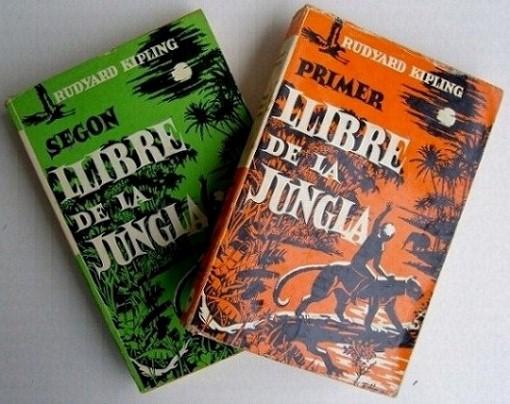 RUDYARD KIPLING
SEGON
LLIBRE
DE LA
JUNGLA
RUDYARD KIPLING
PRIMER
LLIBRE
DE LA
JUNGLA